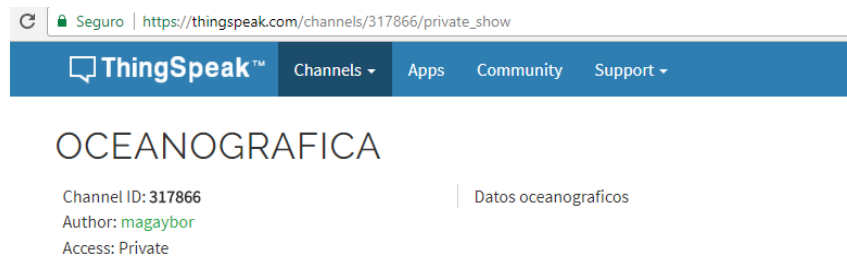 Seguro | https://thingspeak.com/channels/317866/private_show
ThingSpeak™ Channels Apps Community Support
OCEANOGRAFICA
Channel ID: 317866 Datos oceanograficos
Author: magaybor
Access: Private